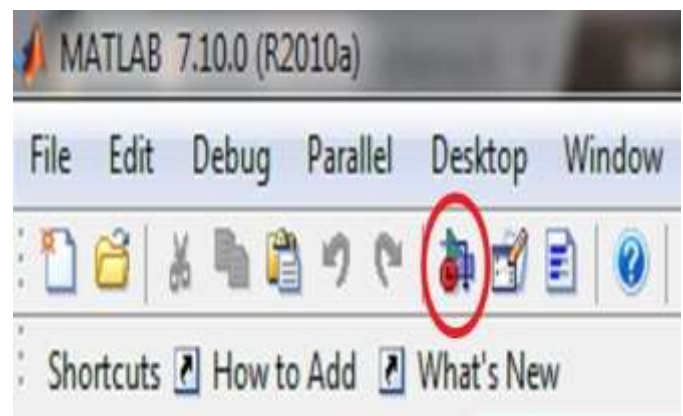 MATLAB 7.10.0 (R2010a)
File Edit Debug Parallel Desktop Window
Shortcuts How to Add What's New